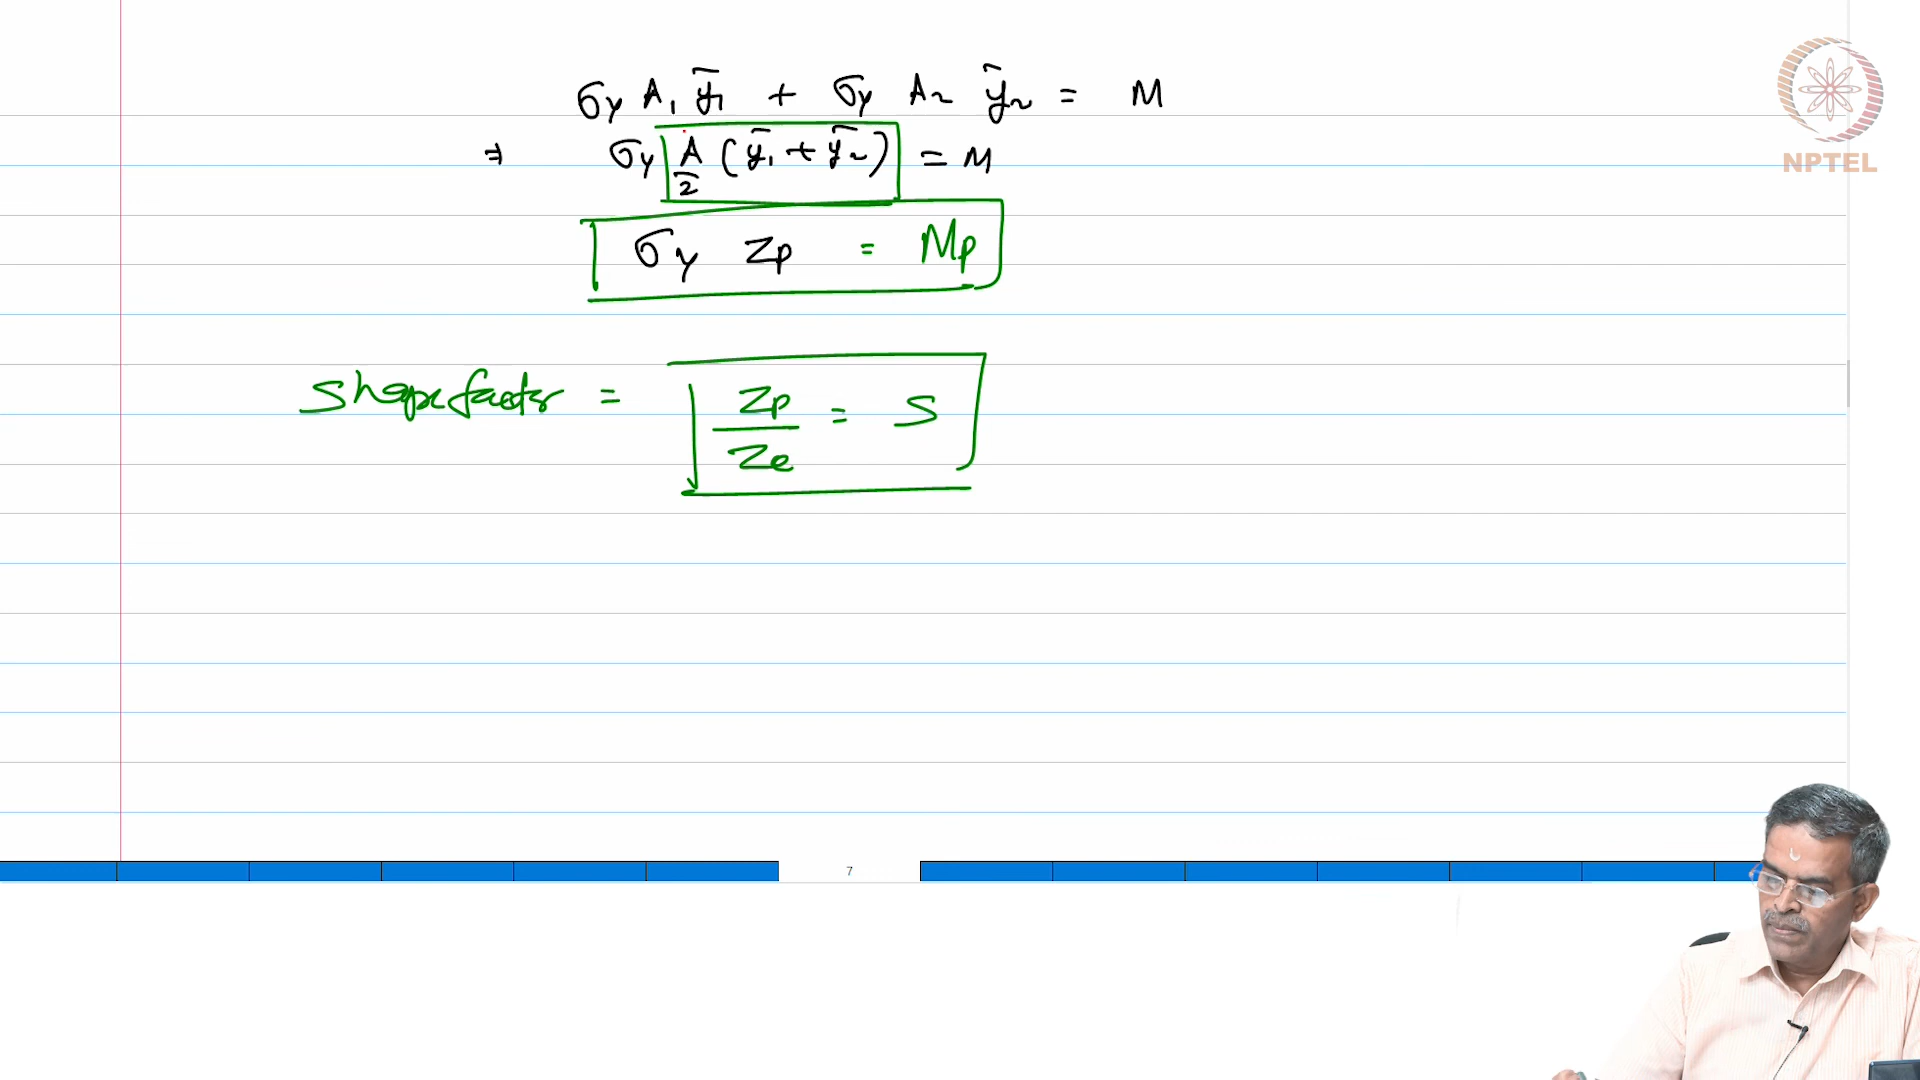 σy A₁ ȳ₁ + σy A₂ ȳ₂ = M
⇒ σy A/2 (ȳ₁ + ȳ₂) = M
σy Zp = Mp
Shape factor = Zp/Ze = S
7
NPTEL